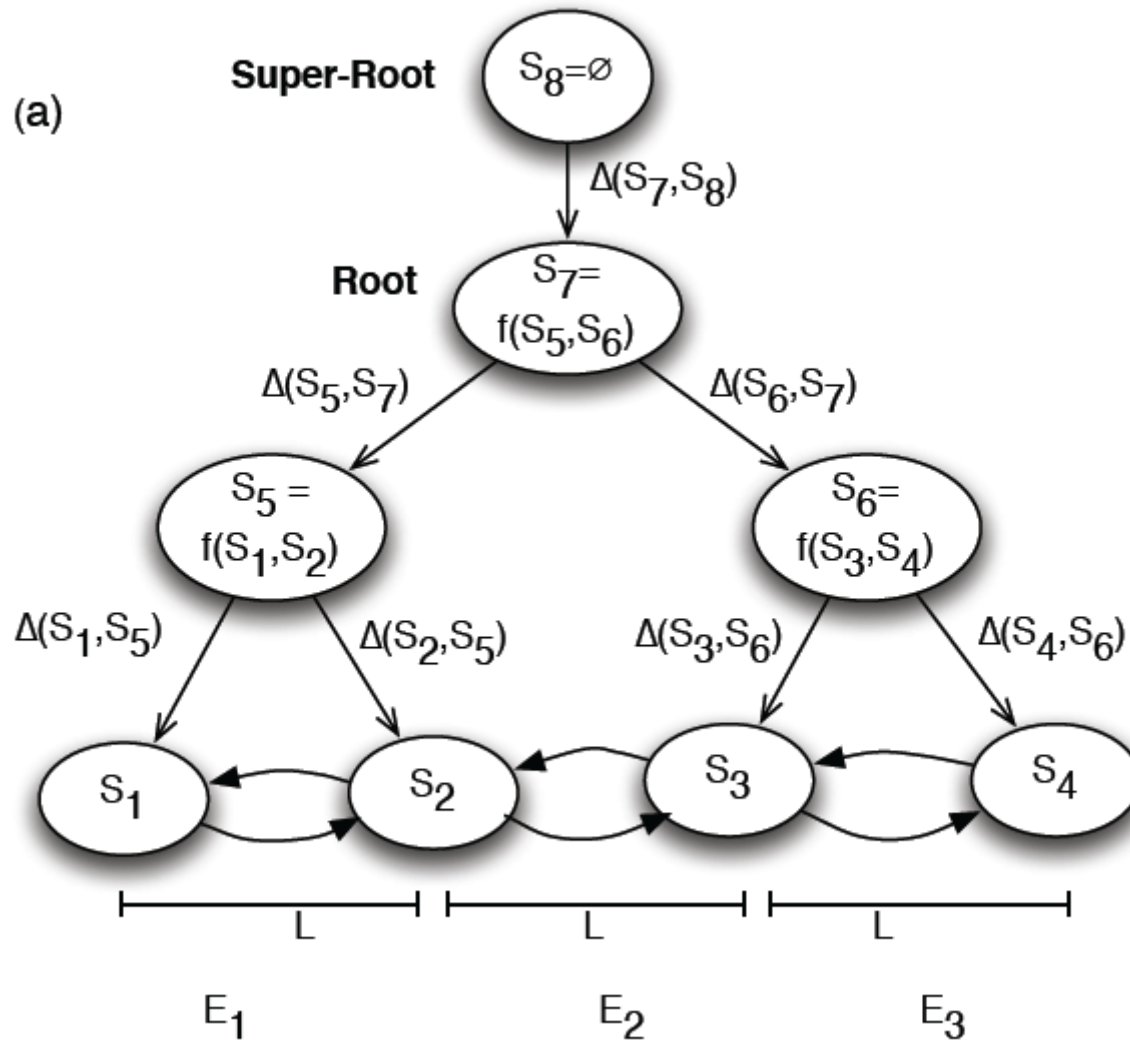 (a)
Super-Root
S8=∅
Δ(S7,S8)
Root
S7=
f(S5,S6)
Δ(S5,S7)
Δ(S6,S7)
S5 =
f(S1,S2)
S6=
f(S3,S4)
Δ(S1,S5)
Δ(S2,S5)
Δ(S3,S6)
Δ(S4,S6)
S1
S2
S3
S4
L
L
L
E1
E2
E3